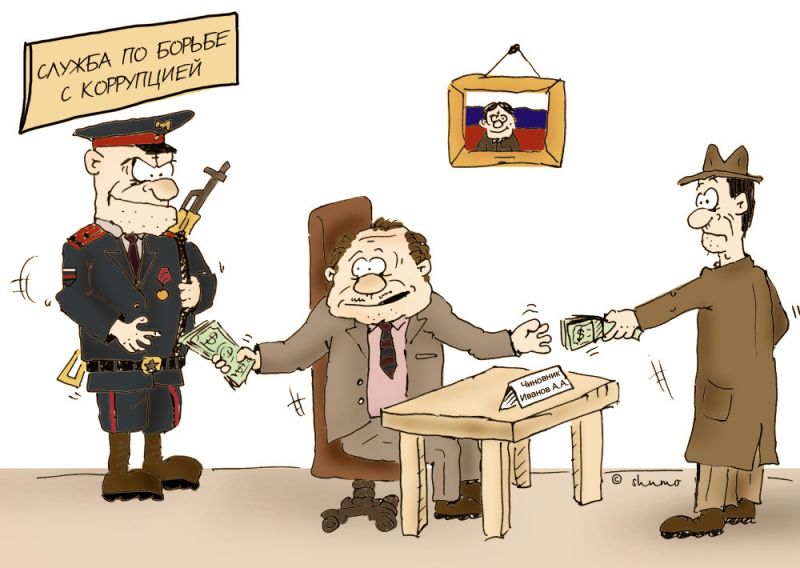 СЛУЖБА ПО БОРЬБЕ
С КОРРУПЦИЕЙ
Чиновник
Иванов А.А.
© shumo